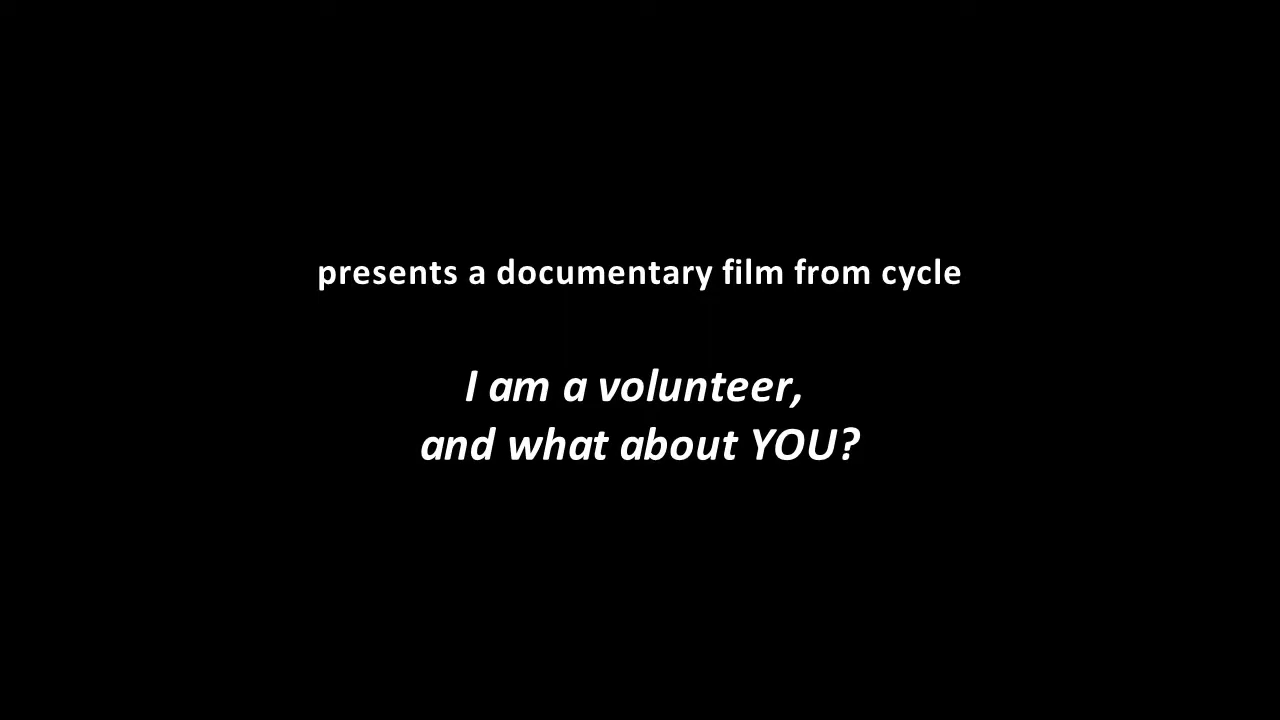 presents a documentary film from cycle
I am a volunteer,
and what about YOU?